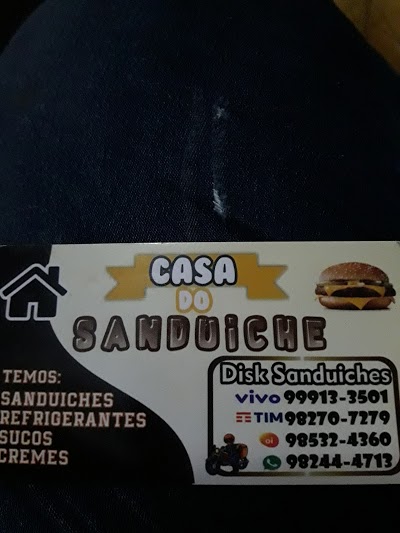 CASA
DO
SANDUiCHE
TEMOS:
SANDUICHES
REFRIGERANTES
SUCOS
CREMES
Disk Sanduiches
vivo 99913-3501
TIM 98270-7279
oi 98532-4360
98244-4713